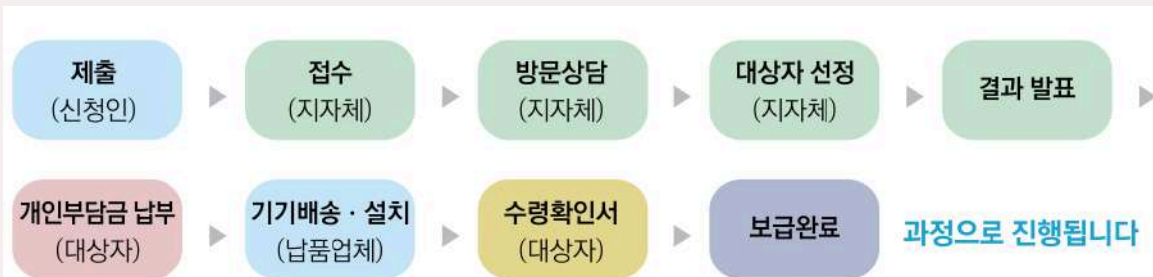 제출
(신청인)
접수
(지자체)
방문상담
(지자체)
대상자 선정
(지자체)
결과 발표
개인부담금 납부
(대상자)
기기배송 · 설치
(납품업체)
수령확인서
(대상자)
보급완료
과정으로 진행됩니다